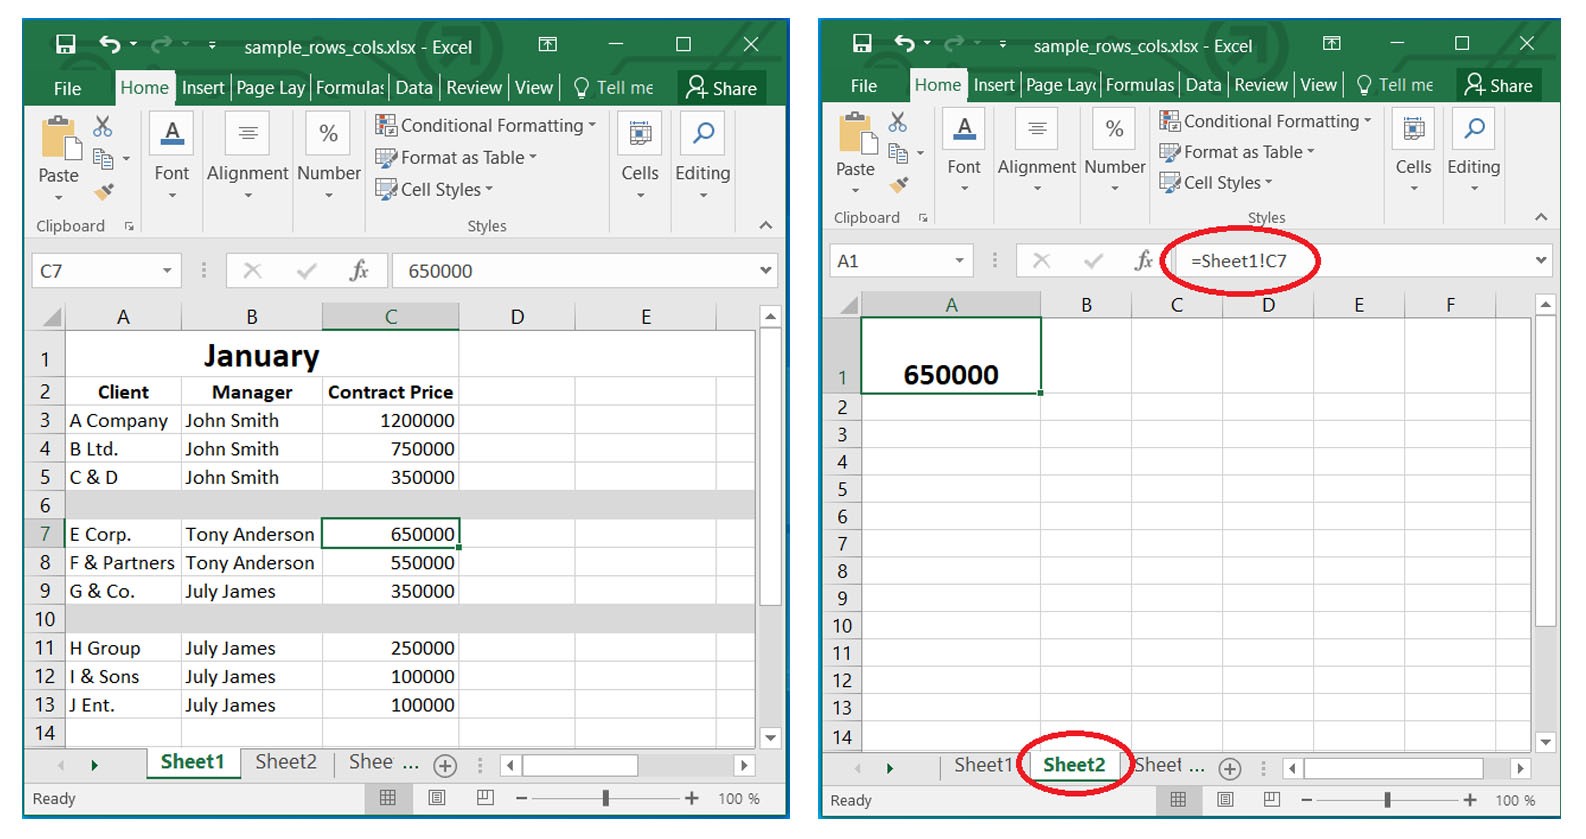 sample_rows_cols.xlsx - Excel
File Home Insert Page Lay Formulas Data Review View Tell me Share
Paste Font Alignment Number Conditional Formatting Cells Editing
Format as Table
Cell Styles
Clipboard Styles
C7 fx 650000
A B C D E
1 January
2 Client Manager Contract Price
3 A Company John Smith 1200000
4 B Ltd. John Smith 750000
5 C & D John Smith 350000
6
7 E Corp. Tony Anderson 650000
8 F & Partners Tony Anderson 550000
9 G & Co. July James 350000
10
11 H Group July James 250000
12 I & Sons July James 100000
13 J Ent. July James 100000
14
Sheet1 Sheet2 Shee ...
Ready 100 %
sample_rows_cols.xlsx - Excel
File Home Insert Page Layo Formulas Data Review View Tell me Share
Paste Font Alignment Number Conditional Formatting Cells Editing
Format as Table
Cell Styles
Clipboard Styles
A1 fx =Sheet1!C7
A B C D E F
1 650000
2
3
4
5
6
7
8
9
10
11
12
13
14
Sheet1 Sheet2 Sheet ...
Ready 100 %